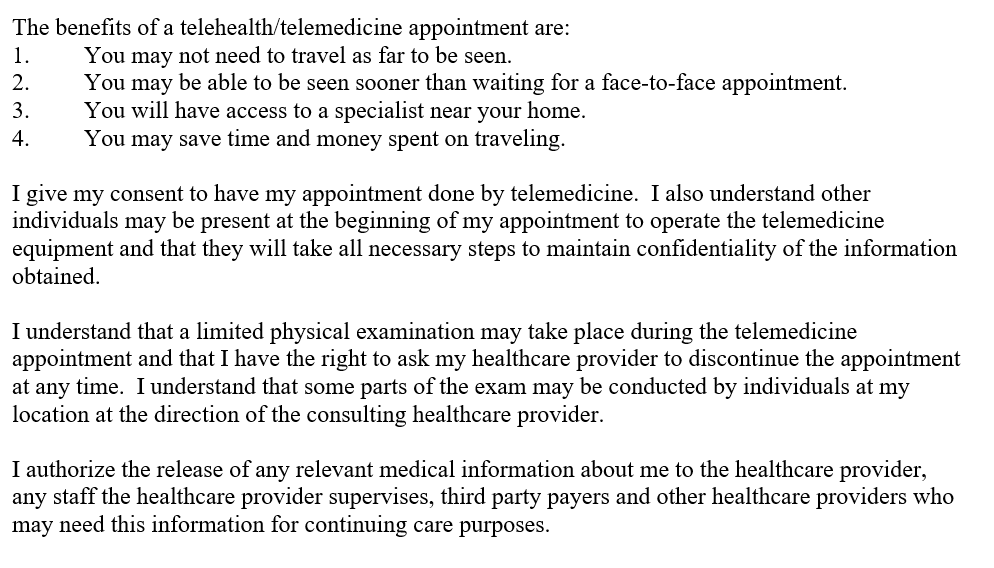 The benefits of a telehealth/telemedicine appointment are:
1. You may not need to travel as far to be seen.
2. You may be able to be seen sooner than waiting for a face-to-face appointment.
3. You will have access to a specialist near your home.
4. You may save time and money spent on traveling.
I give my consent to have my appointment done by telemedicine.  I also understand other
individuals may be present at the beginning of my appointment to operate the telemedicine
equipment and that they will take all necessary steps to maintain confidentiality of the information
obtained.
I understand that a limited physical examination may take place during the telemedicine
appointment and that I have the right to ask my healthcare provider to discontinue the appointment
at any time.  I understand that some parts of the exam may be conducted by individuals at my
location at the direction of the consulting healthcare provider.
I authorize the release of any relevant medical information about me to the healthcare provider,
any staff the healthcare provider supervises, third party payers and other healthcare providers who
may need this information for continuing care purposes.